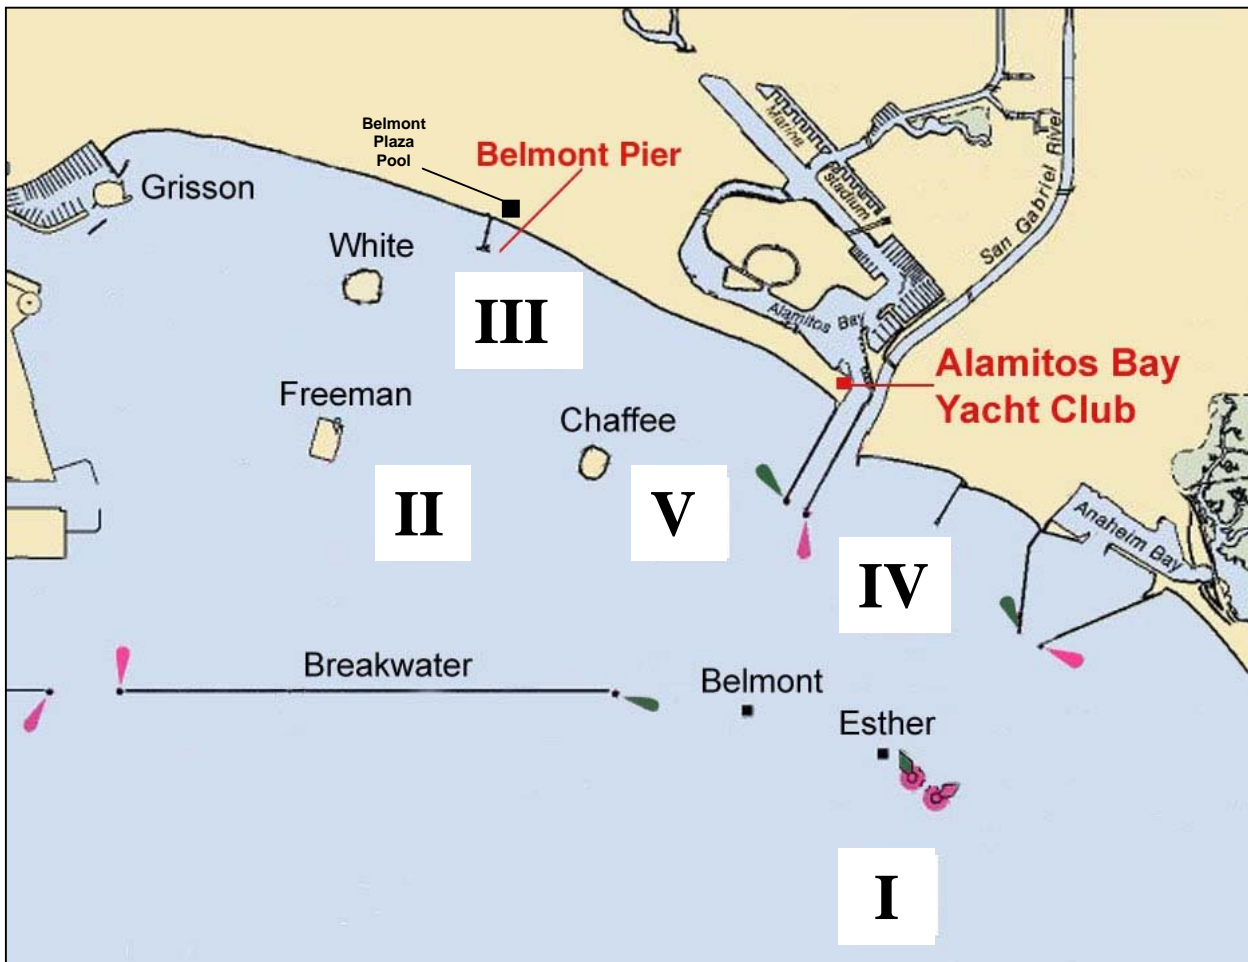 Belmont
Plaza
Pool
Belmont Pier
Marine
stadium
San Gabriel River
Grisson
White
III
Alamitos Bay
Alamitos Bay
Yacht Club
Freeman
Chaffee
II
V
IV
Anaheim Bay
Breakwater
Belmont
Esther
I